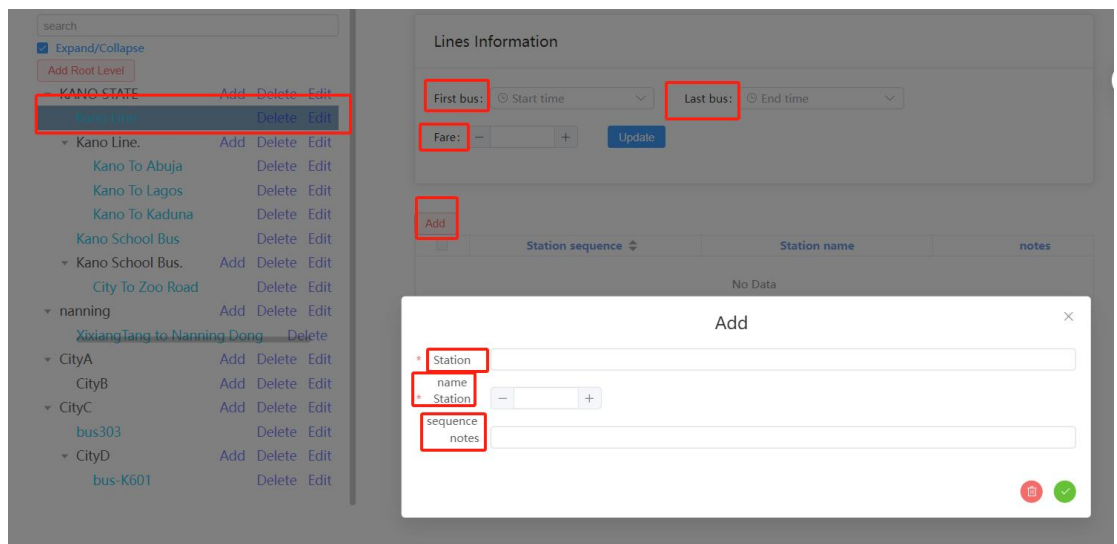 search
Expand/Collapse
Add Root Level
KANO STATE Add Delete Edit
Kano Line Delete Edit
Kano Line. Add Delete Edit
Kano To Abuja Delete Edit
Kano To Lagos Delete Edit
Kano To Kaduna Delete Edit
Kano School Bus Delete Edit
Kano School Bus. Add Delete Edit
City To Zoo Road Delete Edit
nanning Add Delete Edit
XixiangTang to Nanning Dong Delete
CityA Add Delete Edit
CityB Add Delete Edit
CityC Add Delete Edit
bus303 Delete Edit
CityD Add Delete Edit
bus-K601 Delete Edit
Lines Information
First bus: Start time Last bus: End time
Fare: − + Update
Add
Station sequence Station name notes
No Data
Add
* Station
name
* Station − +
sequence
notes